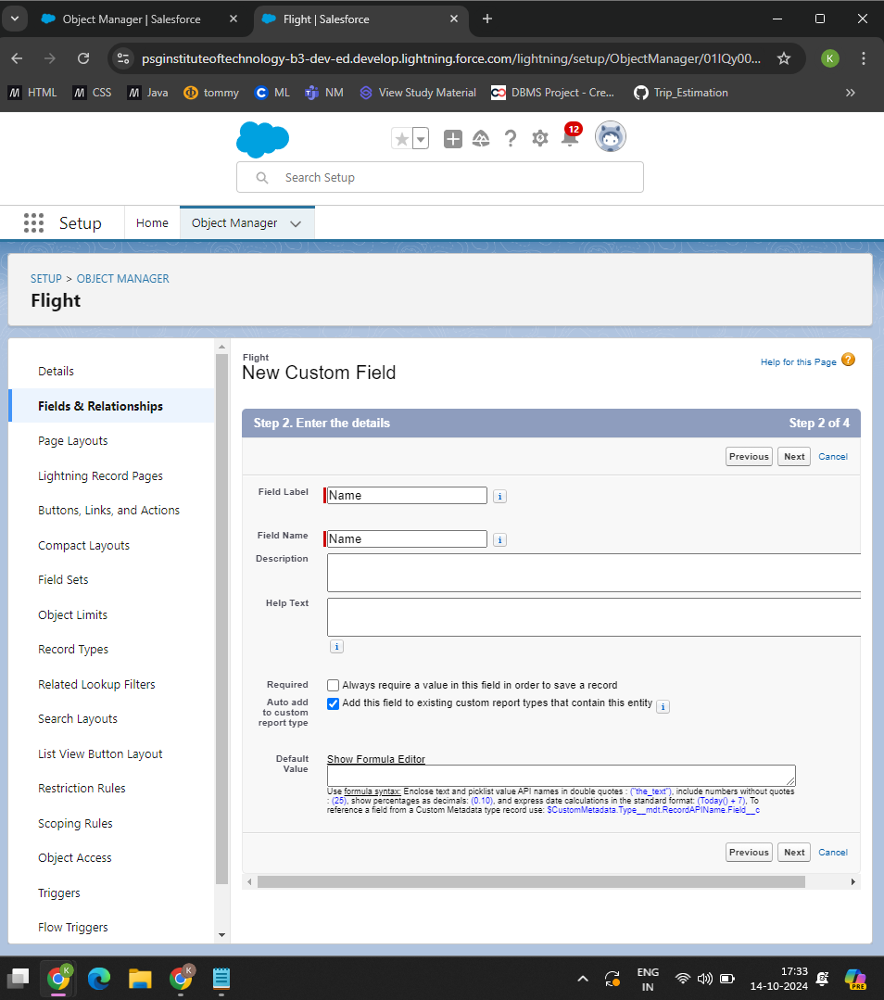 Object Manager | Salesforce
Flight | Salesforce
psginstituteoftechnology-b3-dev-ed.develop.lightning.force.com/lightning/setup/ObjectManager/01IQy00...
K
HTML
CSS
Java
tommy
ML
NM
View Study Material
DBMS Project - Cre...
Trip_Estimation
12
Search Setup
Setup
Home
Object Manager
SETUP > OBJECT MANAGER
Flight
Details
Fields & Relationships
Page Layouts
Lightning Record Pages
Buttons, Links, and Actions
Compact Layouts
Field Sets
Object Limits
Record Types
Related Lookup Filters
Search Layouts
List View Button Layout
Restriction Rules
Scoping Rules
Object Access
Triggers
Flow Triggers
Flight
New Custom Field
Help for this Page ?
Step 2. Enter the details
Step 2 of 4
Previous Next Cancel
Field Label Name i
Field Name Name i
Description
Help Text
i
Required Always require a value in this field in order to save a record
Auto add to custom report type Add this field to existing custom report types that contain this entity i
Default Value Show Formula Editor
Use formula syntax: Enclose text and picklist value API names in double quotes : ("the_text"), include numbers without quotes
: (25), show percentages as decimals: (0.10), and express date calculations in the standard format: (Today() + 7), To
reference a field from a Custom Metadata type record use: $CustomMetadata.Type__mdt.RecordAPIName.Field__c
Previous Next Cancel
K
K
ENG
IN
17:33
14-10-2024
PRE